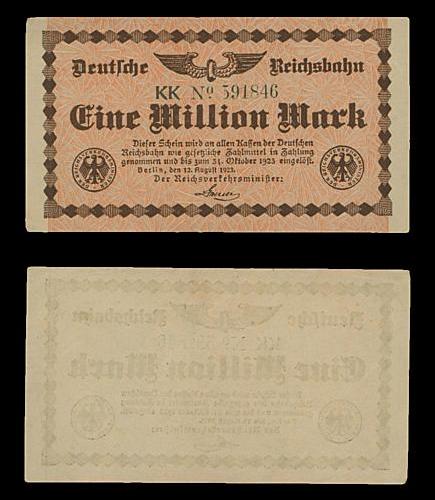 Deutsche Reichsbahn
KK Nº 591846
Eine Million Mark
Dieser Schein wird an allen Kassen der Deutschen
Reichsbahn wie gesetzliche Zahlmittel in Zahlung
genommen und bis zum 31. Oktober 1923 eingelöst.
Berlin, den 12. August 1923.
Der Reichsverkehrsminister: